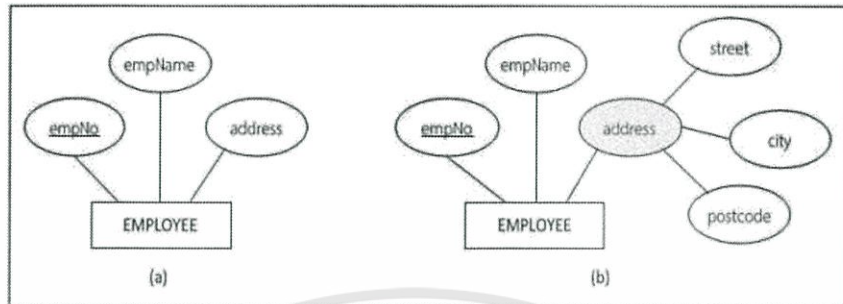 empName
empNo
address
EMPLOYEE
(a)
street
empName
empNo
address
city
postcode
EMPLOYEE
(b)